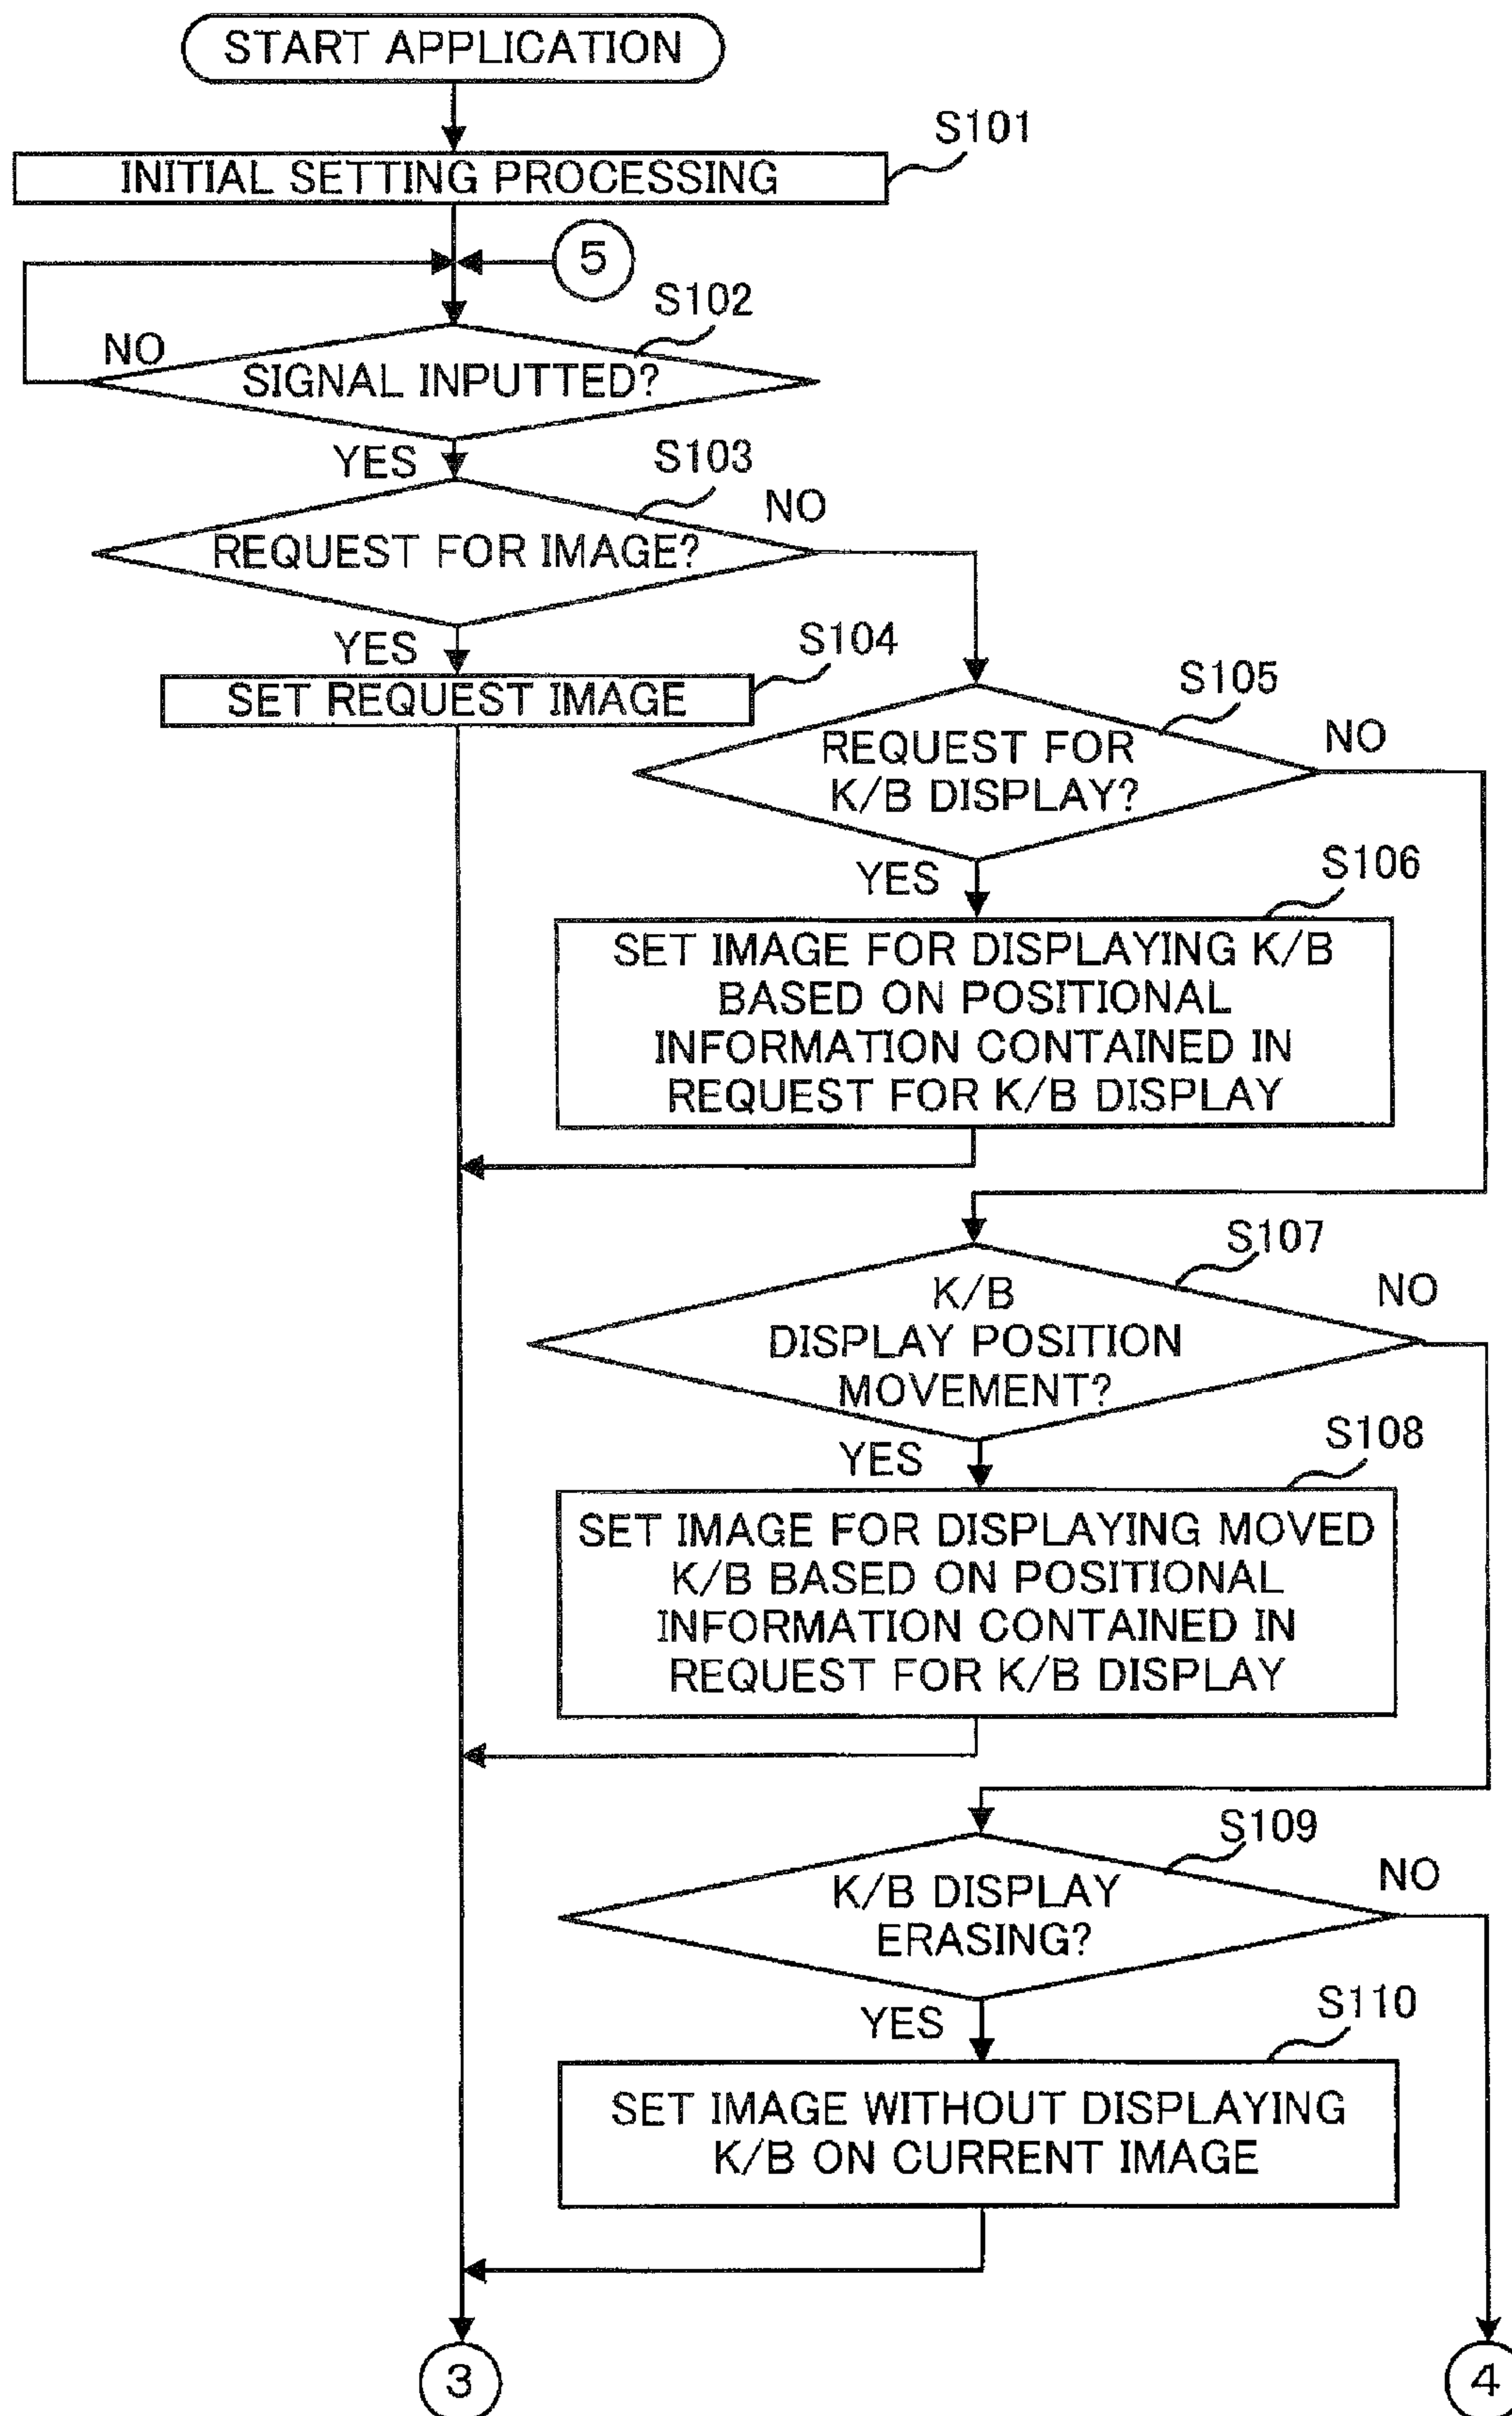 START APPLICATION
S101
INITIAL SETTING PROCESSING
5
S102
NO
SIGNAL INPUTTED?
YES
S103
NO
REQUEST FOR IMAGE?
YES
S104
SET REQUEST IMAGE
S105
NO
REQUEST FOR
K/B DISPLAY?
YES
S106
SET IMAGE FOR DISPLAYING K/B
BASED ON POSITIONAL
INFORMATION CONTAINED IN
REQUEST FOR K/B DISPLAY
S107
NO
K/B
DISPLAY POSITION
MOVEMENT?
YES
S108
SET IMAGE FOR DISPLAYING MOVED
K/B BASED ON POSITIONAL
INFORMATION CONTAINED IN
REQUEST FOR K/B DISPLAY
S109
NO
K/B DISPLAY
ERASING?
YES
S110
SET IMAGE WITHOUT DISPLAYING
K/B ON CURRENT IMAGE
3
4